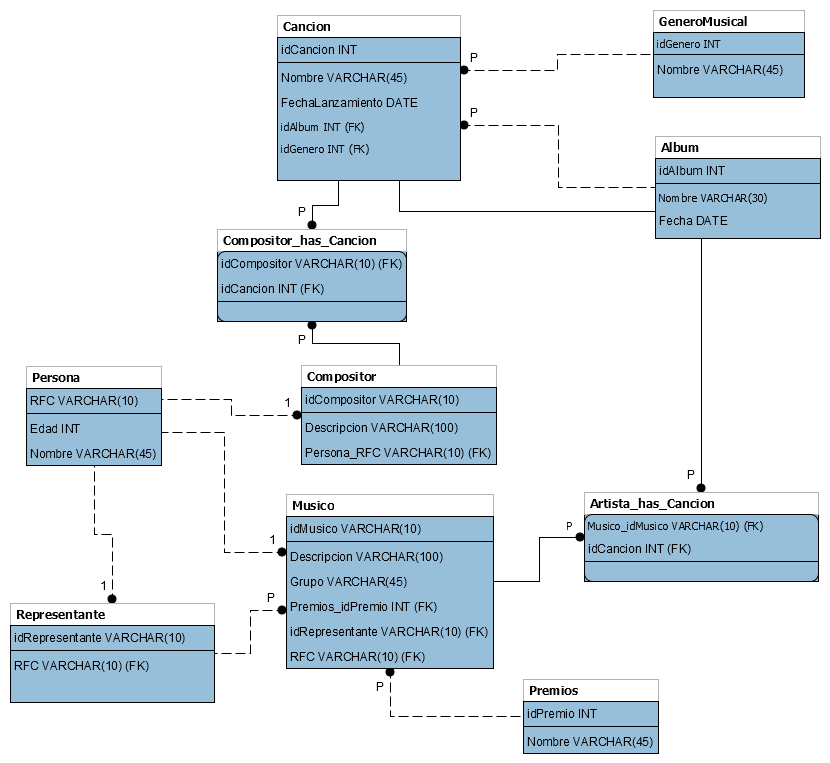 Cancion
idCancion INT
Nombre VARCHAR(45)
FechaLanzamiento DATE
idAlbum INT (FK)
idGenero INT (FK)
P
P
P
GeneroMusical
idGenero INT
Nombre VARCHAR(45)
Album
idAlbum INT
Nombre VARCHAR(30)
Fecha DATE
Compositor_has_Cancion
idCompositor VARCHAR(10) (FK)
idCancion INT (FK)
P
Persona
RFC VARCHAR(10)
Edad INT
Nombre VARCHAR(45)
1
Compositor
idCompositor VARCHAR(10)
Descripcion VARCHAR(100)
Persona_RFC VARCHAR(10) (FK)
P
Artista_has_Cancion
Musico_idMusico VARCHAR(10) (FK)
idCancion INT (FK)
P
Musico
idMusico VARCHAR(10)
Descripcion VARCHAR(100)
Grupo VARCHAR(45)
Premios_idPremio INT (FK)
idRepresentante VARCHAR(10) (FK)
RFC VARCHAR(10) (FK)
1
P
1
Representante
idRepresentante VARCHAR(10)
RFC VARCHAR(10) (FK)
P
Premios
idPremio INT
Nombre VARCHAR(45)